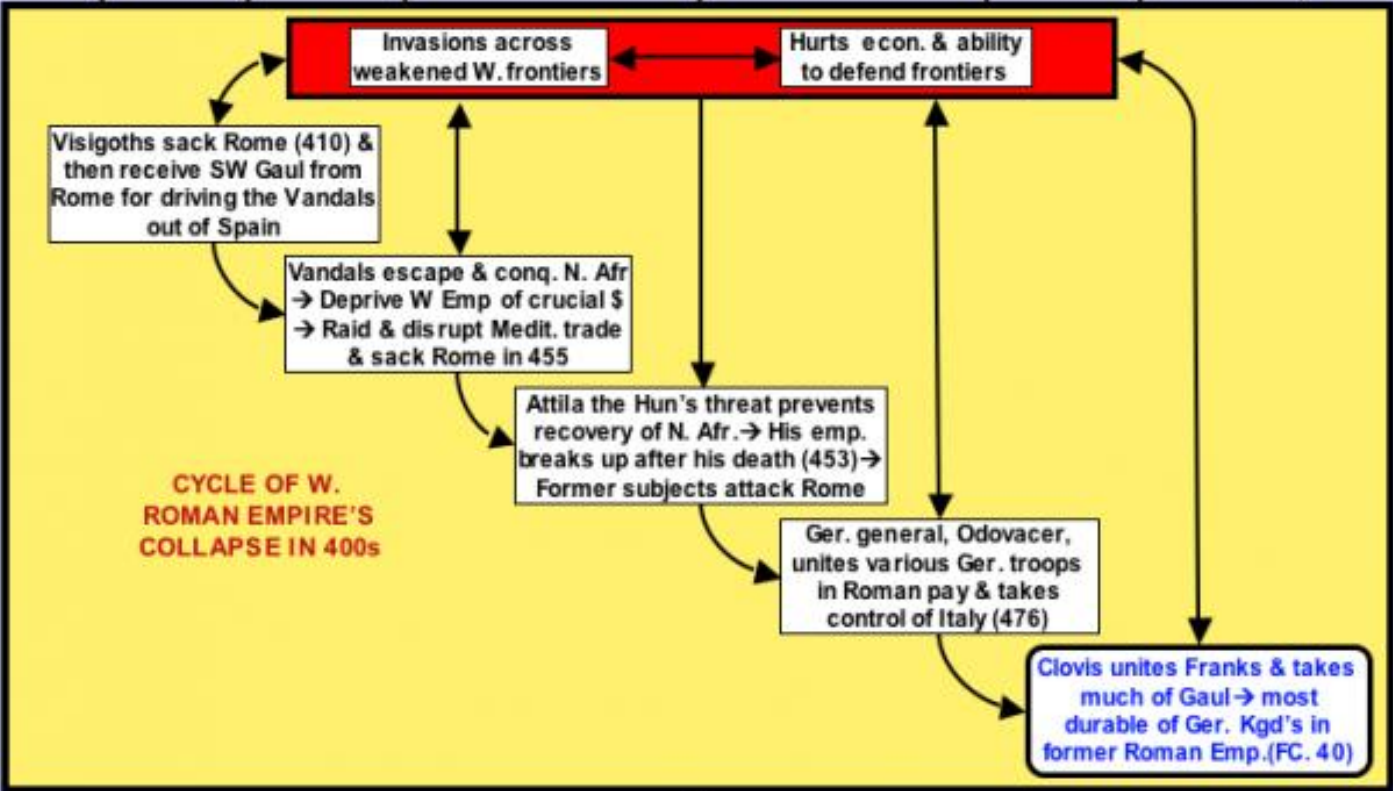 Invasions across
weakened W. frontiers
Hurts econ. & ability
to defend frontiers
Visigoths sack Rome (410) &
then receive SW Gaul from
Rome for driving the Vandals
out of Spain
Vandals escape & conq. N. Afr
→ Deprive W Emp of crucial $
→ Raid & disrupt Medit. trade
& sack Rome in 455
Attila the Hun's threat prevents
recovery of N. Afr.→ His emp.
breaks up after his death (453)→
Former subjects attack Rome
CYCLE OF W.
ROMAN EMPIRE'S
COLLAPSE IN 400s
Ger. general, Odovacer,
unites various Ger. troops
in Roman pay & takes
control of Italy (476)
Clovis unites Franks & takes
much of Gaul→ most
durable of Ger. Kgd's in
former Roman Emp.(FC. 40)